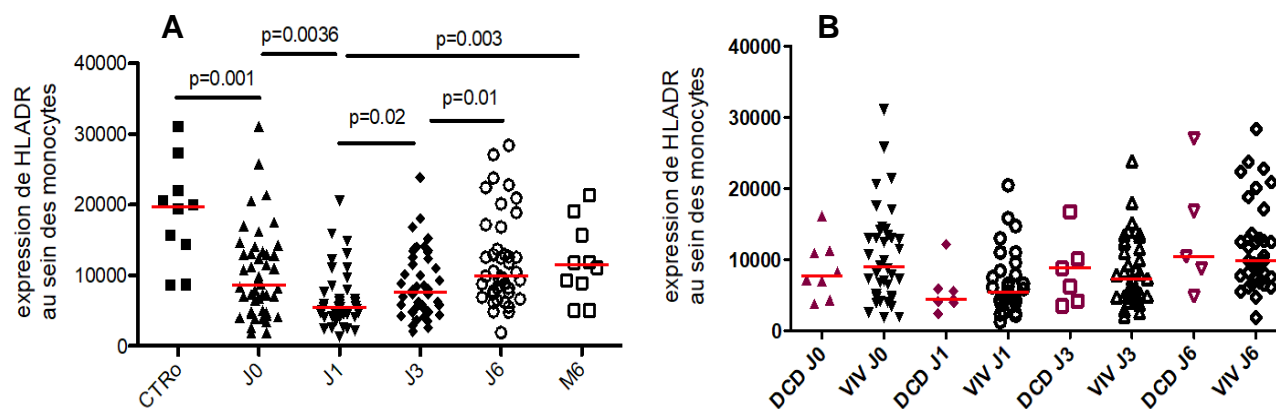 A
p=0.0036
p=0.003
p=0.001
p=0.02
p=0.01
expression de HLADR
au sein des monocytes
40000
30000
20000
10000
0
CTRo
J0
J1
J3
J6
M6
B
expression de HLADR
au sein des monocytes
40000
30000
20000
10000
0
DCD J0
VIV J0
DCD J1
VIV J1
DCD J3
VIV J3
DCD J6
VIV J6